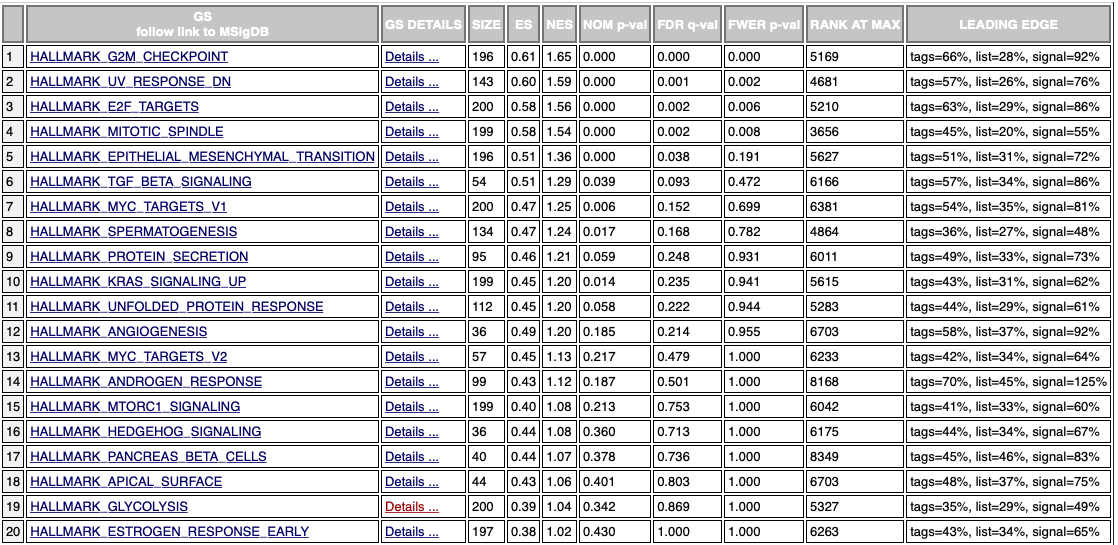 GS
follow link to MSigDB GS DETAILS SIZE ES NES NOM p-val FDR q-val FWER p-val RANK AT MAX LEADING EDGE
1 HALLMARK_G2M_CHECKPOINT Details ... 196 0.61 1.65 0.000 0.000 0.000 5169 tags=66%, list=28%, signal=92%
2 HALLMARK_UV_RESPONSE_DN Details ... 143 0.60 1.59 0.000 0.001 0.002 4681 tags=57%, list=26%, signal=76%
3 HALLMARK_E2F_TARGETS Details ... 200 0.58 1.56 0.000 0.002 0.006 5210 tags=63%, list=29%, signal=86%
4 HALLMARK_MITOTIC_SPINDLE Details ... 199 0.58 1.54 0.000 0.002 0.008 3656 tags=45%, list=20%, signal=55%
5 HALLMARK_EPITHELIAL_MESENCHYMAL_TRANSITION Details ... 196 0.51 1.36 0.000 0.038 0.191 5627 tags=51%, list=31%, signal=72%
6 HALLMARK_TGF_BETA_SIGNALING Details ... 54 0.51 1.29 0.039 0.093 0.472 6166 tags=57%, list=34%, signal=86%
7 HALLMARK_MYC_TARGETS_V1 Details ... 200 0.47 1.25 0.006 0.152 0.699 6381 tags=54%, list=35%, signal=81%
8 HALLMARK_SPERMATOGENESIS Details ... 134 0.47 1.24 0.017 0.168 0.782 4864 tags=36%, list=27%, signal=48%
9 HALLMARK_PROTEIN_SECRETION Details ... 95 0.46 1.21 0.059 0.248 0.931 6011 tags=49%, list=33%, signal=73%
10 HALLMARK_KRAS_SIGNALING_UP Details ... 199 0.45 1.20 0.014 0.235 0.941 5615 tags=43%, list=31%, signal=62%
11 HALLMARK_UNFOLDED_PROTEIN_RESPONSE Details ... 112 0.45 1.20 0.058 0.222 0.944 5283 tags=44%, list=29%, signal=61%
12 HALLMARK_ANGIOGENESIS Details ... 36 0.49 1.20 0.185 0.214 0.955 6703 tags=58%, list=37%, signal=92%
13 HALLMARK_MYC_TARGETS_V2 Details ... 57 0.45 1.13 0.217 0.479 1.000 6233 tags=42%, list=34%, signal=64%
14 HALLMARK_ANDROGEN_RESPONSE Details ... 99 0.43 1.12 0.187 0.501 1.000 8168 tags=70%, list=45%, signal=125%
15 HALLMARK_MTORC1_SIGNALING Details ... 199 0.40 1.08 0.213 0.753 1.000 6042 tags=41%, list=33%, signal=60%
16 HALLMARK_HEDGEHOG_SIGNALING Details ... 36 0.44 1.08 0.360 0.713 1.000 6175 tags=44%, list=34%, signal=67%
17 HALLMARK_PANCREAS_BETA_CELLS Details ... 40 0.44 1.07 0.378 0.736 1.000 8349 tags=45%, list=46%, signal=83%
18 HALLMARK_APICAL_SURFACE Details ... 44 0.43 1.06 0.401 0.803 1.000 6703 tags=48%, list=37%, signal=75%
19 HALLMARK_GLYCOLYSIS Details ... 200 0.39 1.04 0.342 0.869 1.000 5327 tags=35%, list=29%, signal=49%
20 HALLMARK_ESTROGEN_RESPONSE_EARLY Details ... 197 0.38 1.02 0.430 1.000 1.000 6263 tags=43%, list=34%, signal=65%